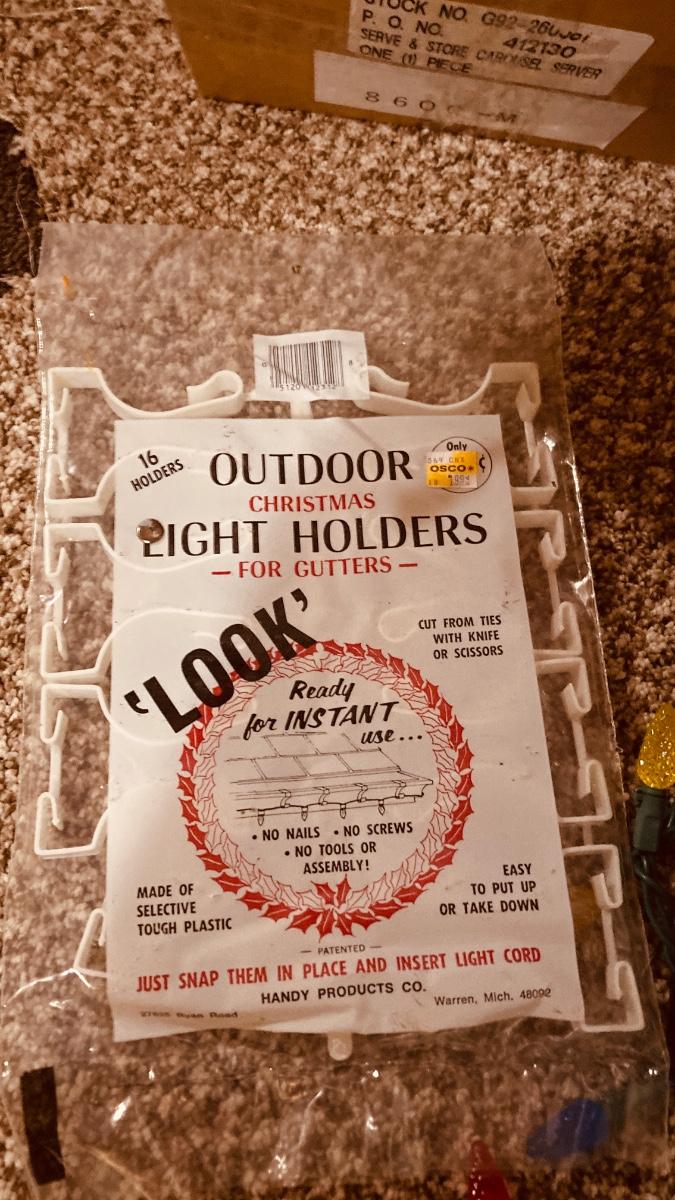 STOCK NO. G92-
P. O. NO. 412130
SERVE & STORE CAROUSEL SERVER
ONE (1) PIECE
16
HOLDERS
OUTDOOR
Only
OSCO
¢
CHRISTMAS
LIGHT HOLDERS
— FOR GUTTERS —
'LOOK'
CUT FROM TIES
WITH KNIFE
OR SCISSORS
Ready
for INSTANT
use...
• NO NAILS • NO SCREWS
• NO TOOLS OR
ASSEMBLY!
MADE OF
SELECTIVE
TOUGH PLASTIC
EASY
TO PUT UP
OR TAKE DOWN
— PATENTED —
JUST SNAP THEM IN PLACE AND INSERT LIGHT CORD
HANDY PRODUCTS CO.
Ryan Road
Warren, Mich. 48092